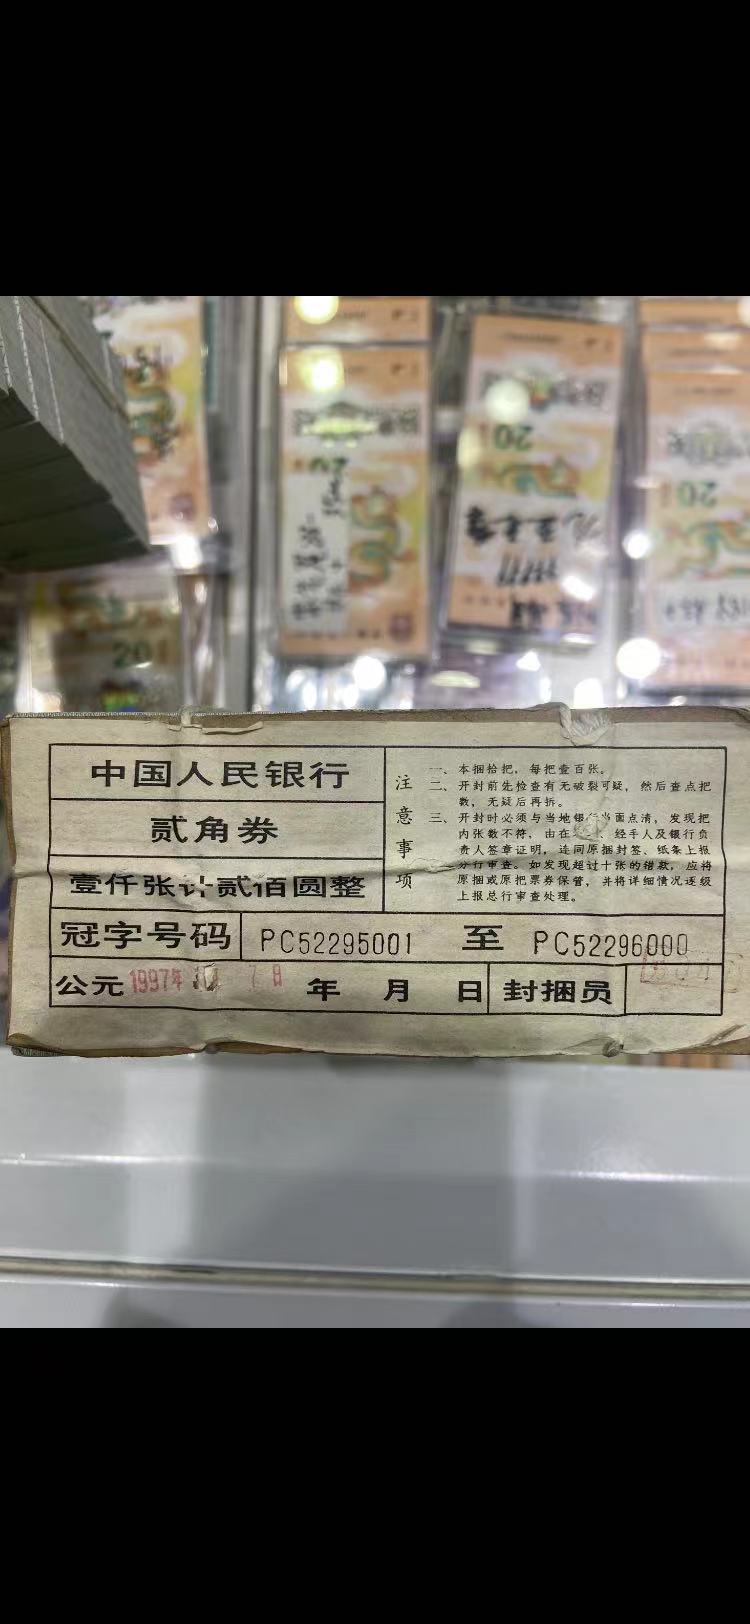 中国人民银行
贰角券
壹仟张计贰佰圆整
注意事项
一、本捆拾把，每把壹百张。
二、开封前先检查有无破裂可疑，然后查点把
数，无疑后再拆。
三、开封时必须与当地银行当面点清，发现把
内张数不符，由在、经手人及银行负
责人签章证明，连同原捆封签、纸条上报
分行审查。如发现超过十张的错款，应将
原捆或原把票券保管，并将详细情况逐级
上报总行审查处理。
冠字号码 PC52295001 至 PC52296000
公元 1997年 7日 年 月 日 封捆员
20
20
20